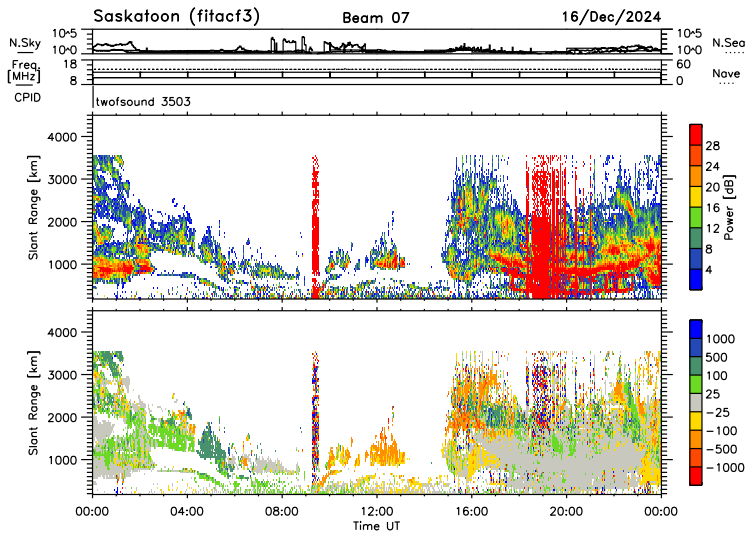 Saskatoon (fitacf3) Beam 07 16/Dec/2024
N.Sky 10^5 10^0 10^5 10^0 N.Sea
Freq. [MHz] 18 8 60 0 Nave
CPID twofsound 3503
Slant Range [km] 4000 3000 2000 1000
28 24 20 16 12 8 4 Power [dB]
Slant Range [km] 4000 3000 2000 1000
1000 500 100 25 -25 -100 -500 -1000
00:00 04:00 08:00 12:00 16:00 20:00 00:00
Time UT